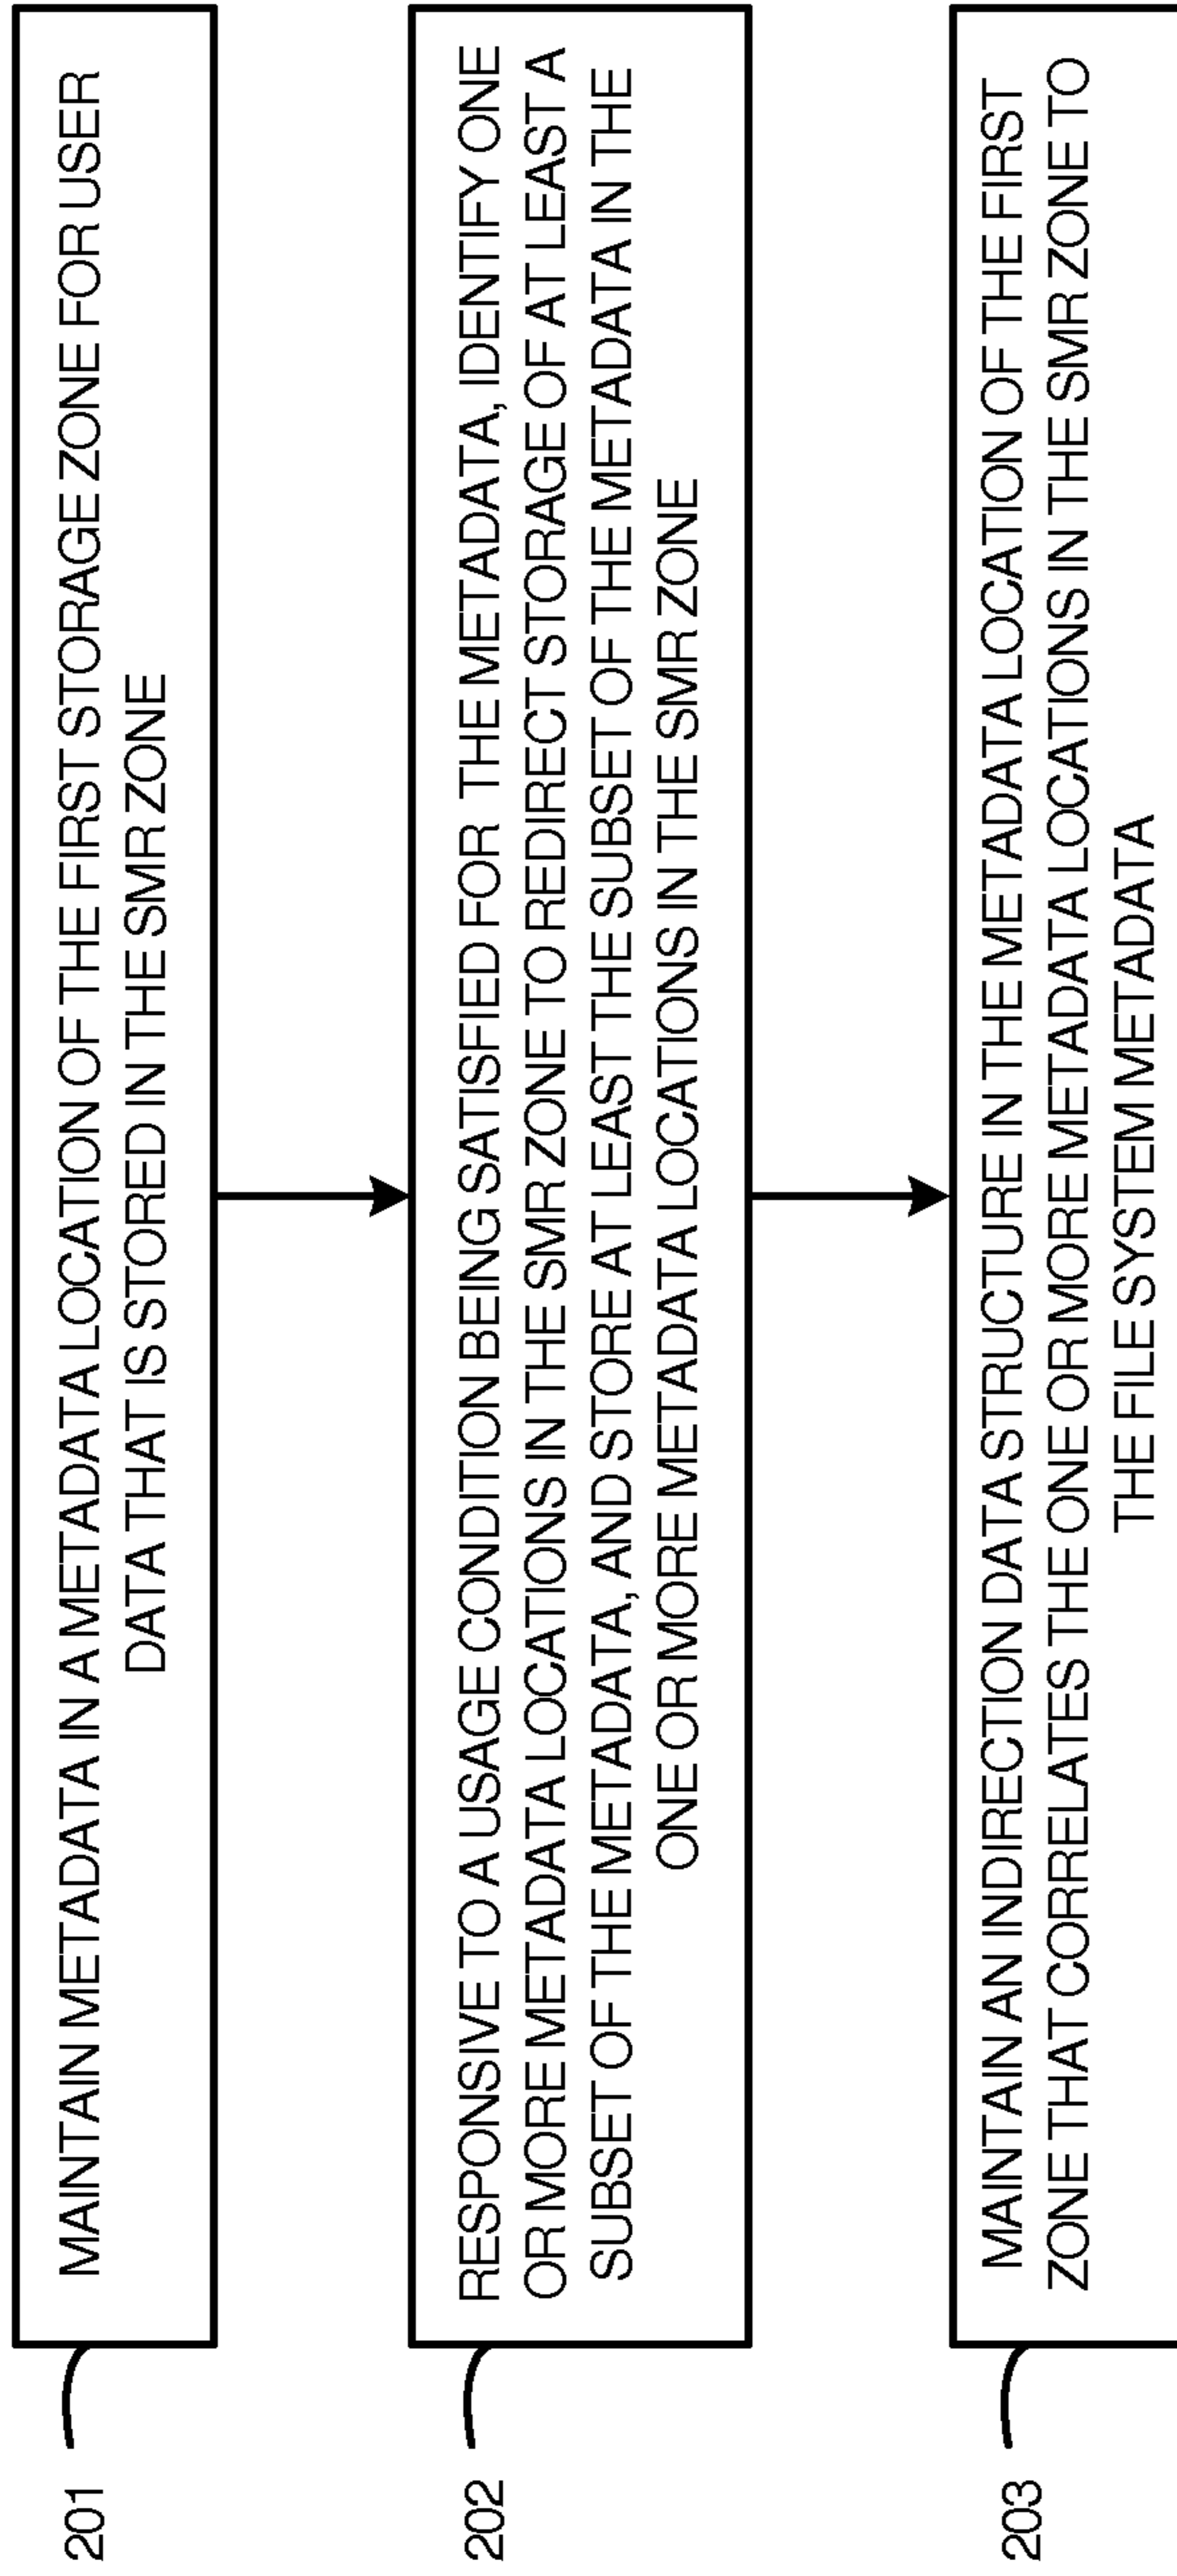 201
MAINTAIN METADATA IN A METADATA LOCATION OF THE FIRST STORAGE ZONE FOR USER
DATA THAT IS STORED IN THE SMR ZONE
202
RESPONSIVE TO A USAGE CONDITION BEING SATISFIED FOR THE METADATA, IDENTIFY ONE
OR MORE METADATA LOCATIONS IN THE SMR ZONE TO REDIRECT STORAGE OF AT LEAST A
SUBSET OF THE METADATA, AND STORE AT LEAST THE SUBSET OF THE METADATA IN THE
ONE OR MORE METADATA LOCATIONS IN THE SMR ZONE
203
MAINTAIN AN INDIRECTION DATA STRUCTURE IN THE METADATA LOCATION OF THE FIRST
ZONE THAT CORRELATES THE ONE OR MORE METADATA LOCATIONS IN THE SMR ZONE TO
THE FILE SYSTEM METADATA